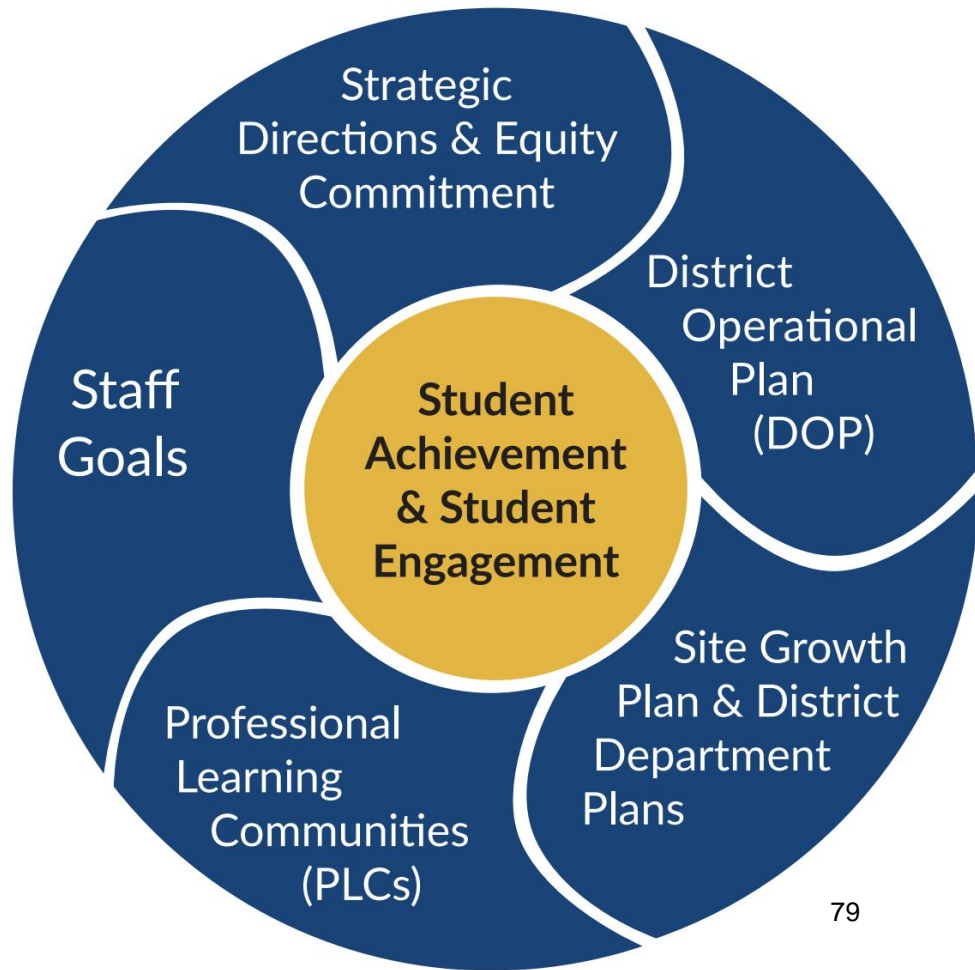 Strategic
Directions & Equity
Commitment
District
Operational
Plan
(DOP)
Site Growth
Plan & District
Department
Plans
Professional
Learning
Communities
(PLCs)
Staff
Goals
Student
Achievement
& Student
Engagement
79